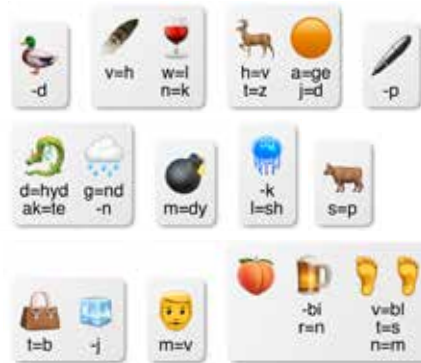 -d
v=h w=l
n=k
h=v a=ge
t=z j=d
-p
d=hyd g=nd
ak=te -n
m=dy
-k
l=sh
s=p
t=b -j
m=v
-bi v=bl
r=n t=s
n=m